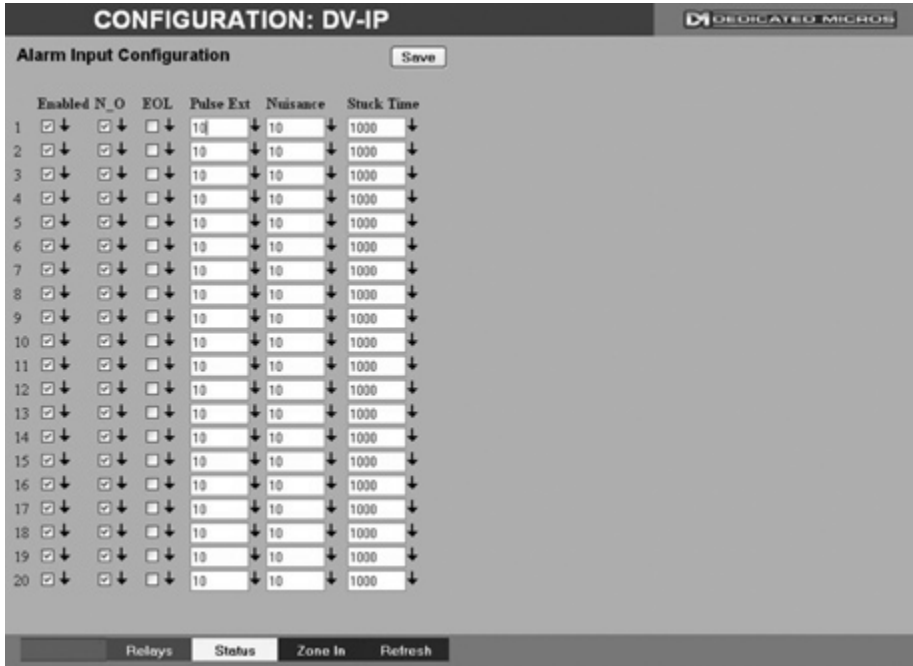 CONFIGURATION: DV-IP
DEDICATED MICROS
Alarm Input Configuration Save
Enabled N_O EOL Pulse Ext Nuisance Stuck Time
1 10 10 1000
2 10 10 1000
3 10 10 1000
4 10 10 1000
5 10 10 1000
6 10 10 1000
7 10 10 1000
8 10 10 1000
9 10 10 1000
10 10 10 1000
11 10 10 1000
12 10 10 1000
13 10 10 1000
14 10 10 1000
15 10 10 1000
16 10 10 1000
17 10 10 1000
18 10 10 1000
19 10 10 1000
20 10 10 1000
Relays Status Zone In Refresh